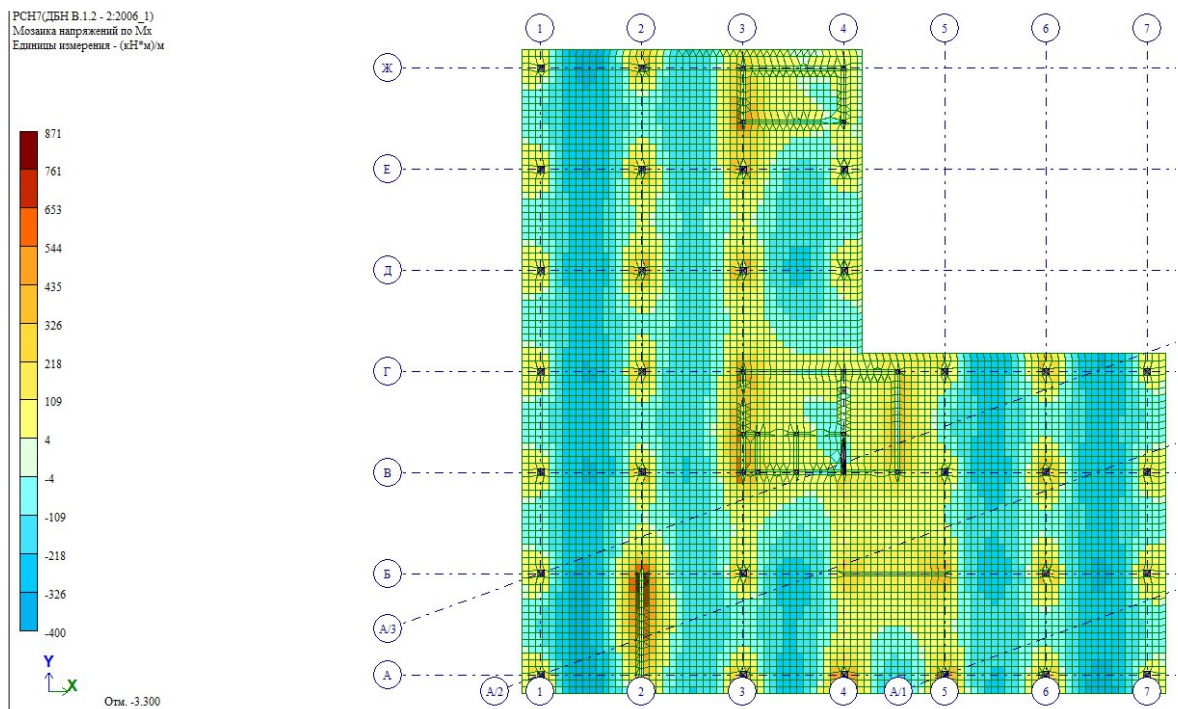 РСН7(ДБН В.1.2 - 2:2006_1)
Мозаика напряжений по Mx
Единицы измерения - (кН*м)/м
1 2 3 4 5 6 7
Ж
Е
Д
Г
В
Б
А/3
А
А/2 1 2 3 4 А/1 5 6 7
871
761
653
544
435
326
218
109
4
-4
-109
-218
-326
-400
Y
X
Отм. -3.300